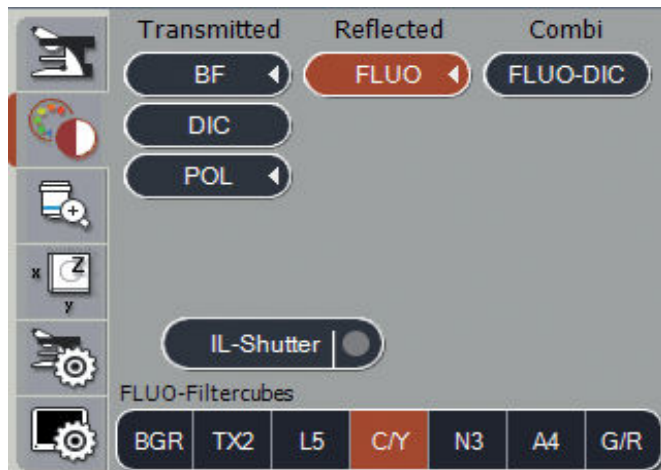 Transmitted Reflected Combi
BF FLUO FLUO-DIC
DIC
POL
Z
x
y
IL-Shutter
FLUO-Filtercubes
BGR TX2 L5 C/Y N3 A4 G/R